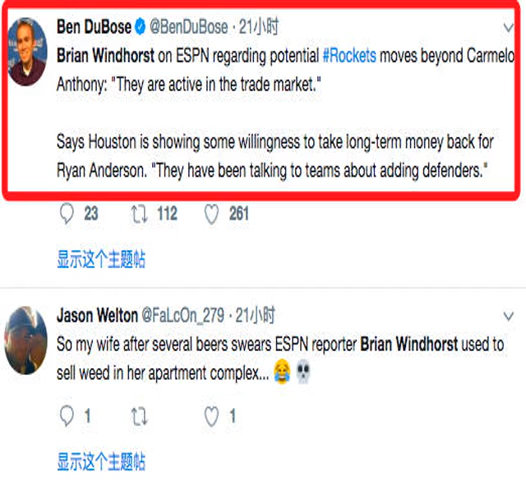 Ben DuBose @BenDuBose · 21小时
Brian Windhorst on ESPN regarding potential #Rockets moves beyond Carmelo
Anthony: "They are active in the trade market."
Says Houston is showing some willingness to take long-term money back for
Ryan Anderson. "They have been talking to teams about adding defenders."
23 112 261
显示这个主题帖
Jason Welton @FaLcOn_279 · 21小时
So my wife after several beers swears ESPN reporter Brian Windhorst used to
sell weed in her apartment complex... 😂 💀
1 1
显示这个主题帖